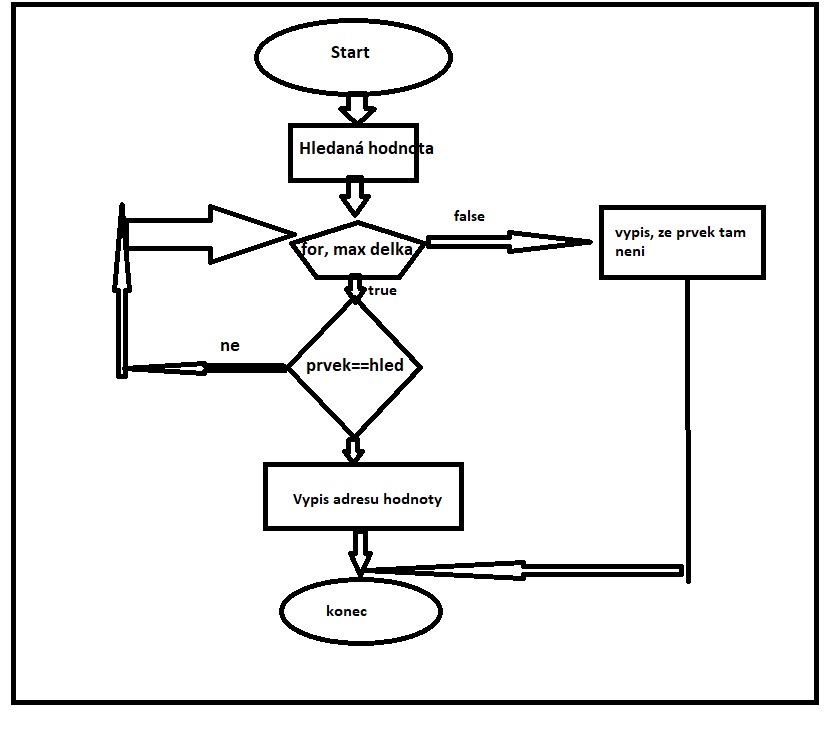 Start
Hledaná hodnota
false
vypis, ze prvek tam
neni
for, max delka
true
ne
prvek==hled
Vypis adresu hodnoty
konec